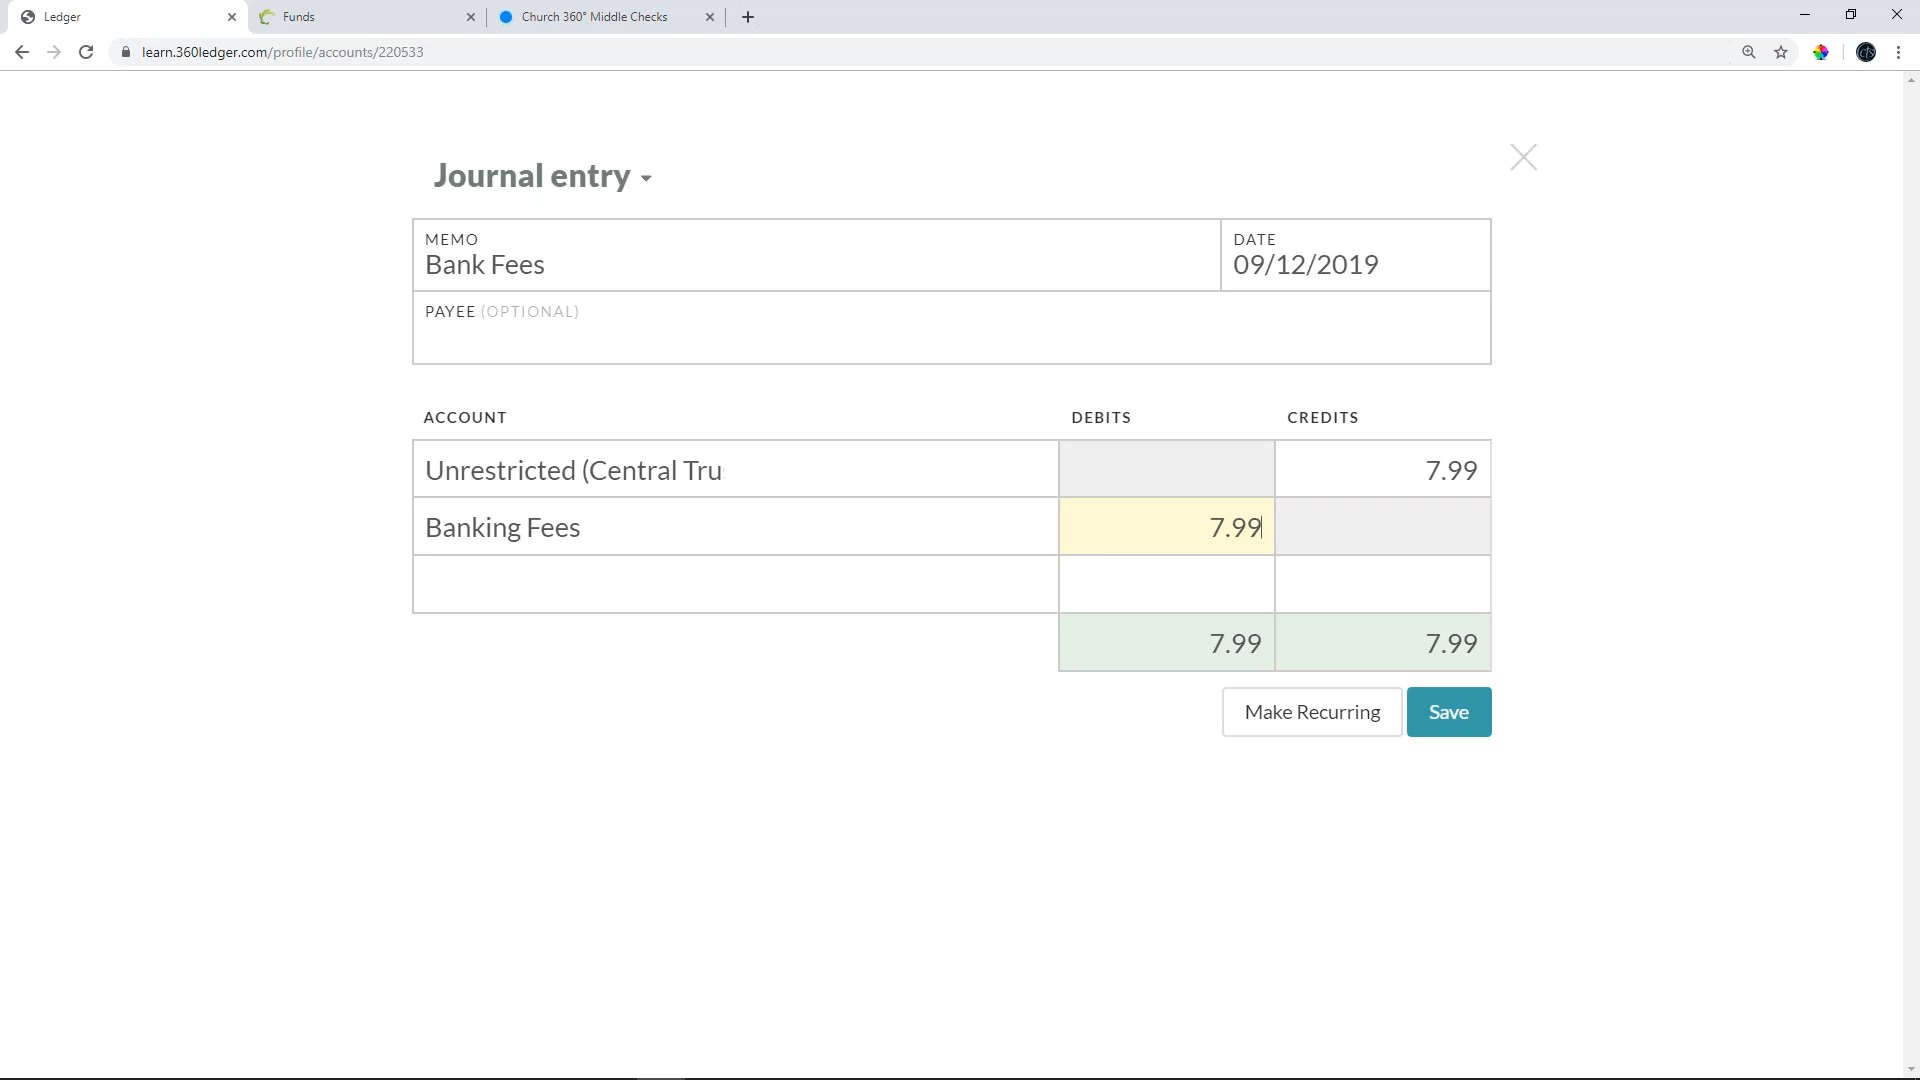 Ledger
Funds
Church 360° Middle Checks
learn.360ledger.com/profile/accounts/220533
Journal entry
MEMO
Bank Fees
DATE
09/12/2019
PAYEE (OPTIONAL)
ACCOUNT DEBITS CREDITS
Unrestricted (Central Tru 7.99
Banking Fees 7.99
7.99 7.99
Make Recurring Save